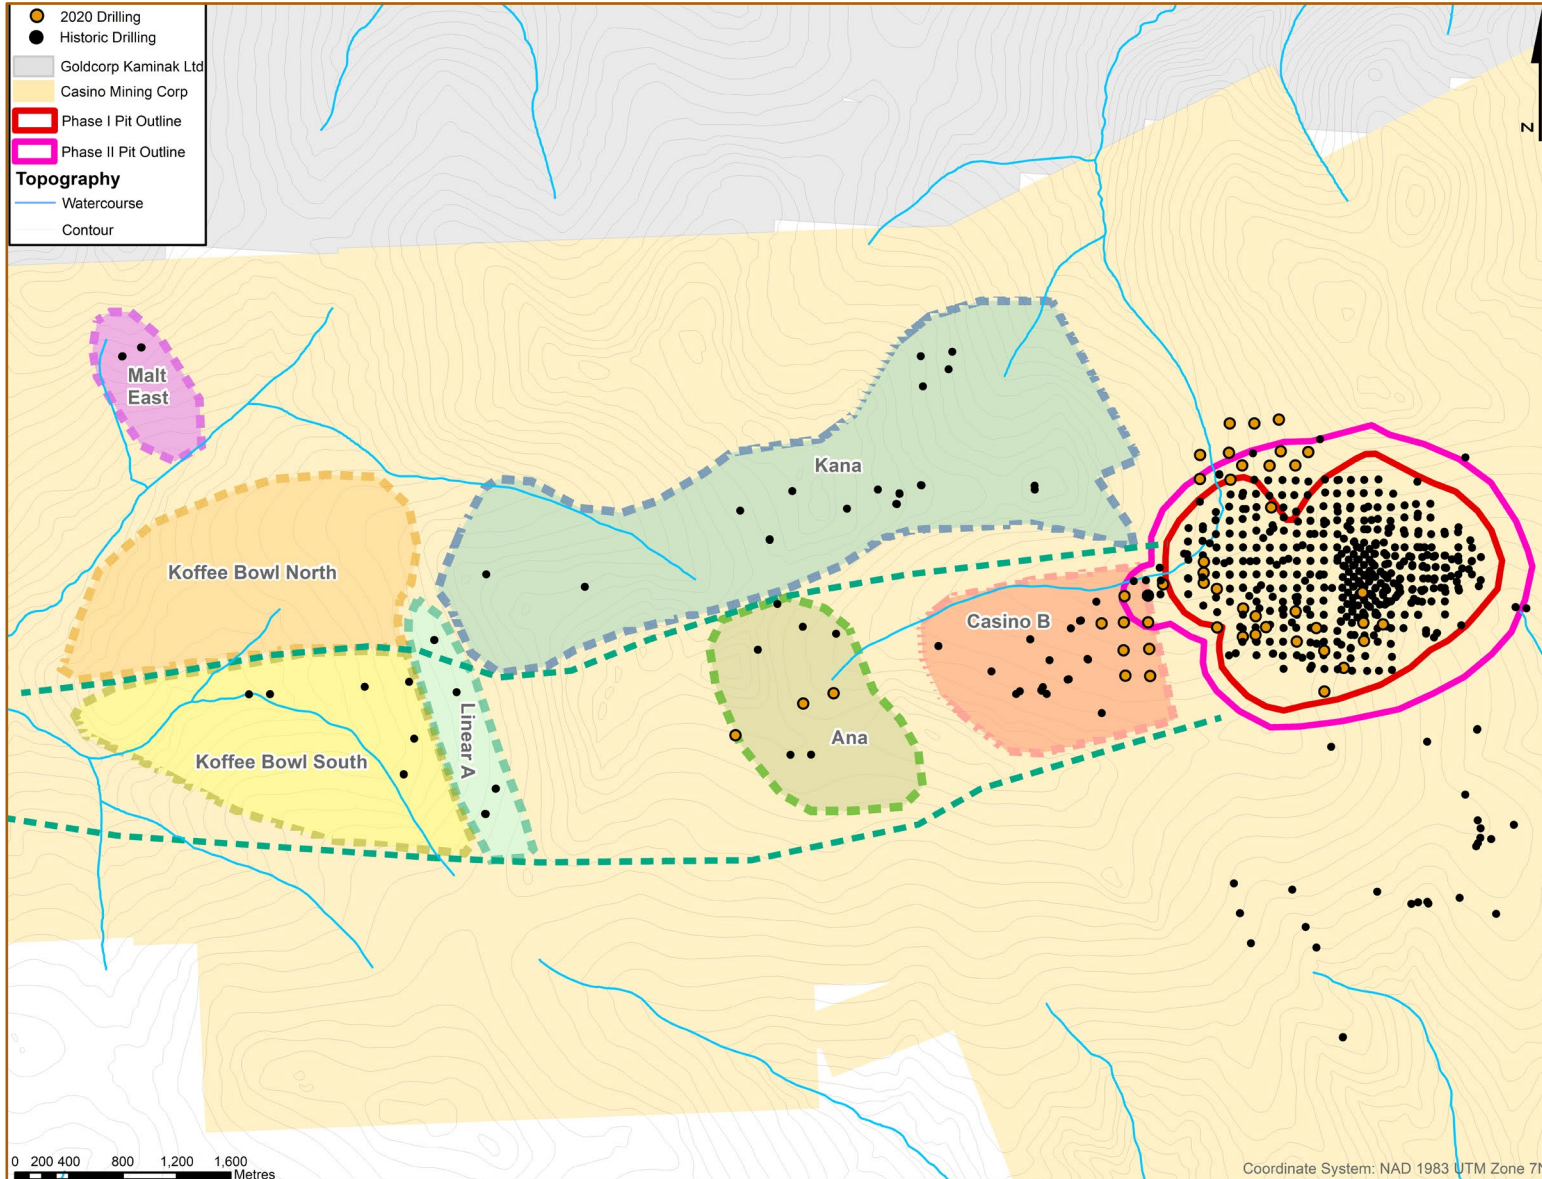 2020 Drilling
Historic Drilling
Goldcorp Kaminak Ltd
Casino Mining Corp
Phase I Pit Outline
Phase II Pit Outline
Topography
Watercourse
Contour
N
Malt
East
Kana
Koffee Bowl North
Casino B
Linear A
Ana
Koffee Bowl South
0 200 400 800 1,200 1,600
Metres
Coordinate System: NAD 1983 UTM Zone 7N